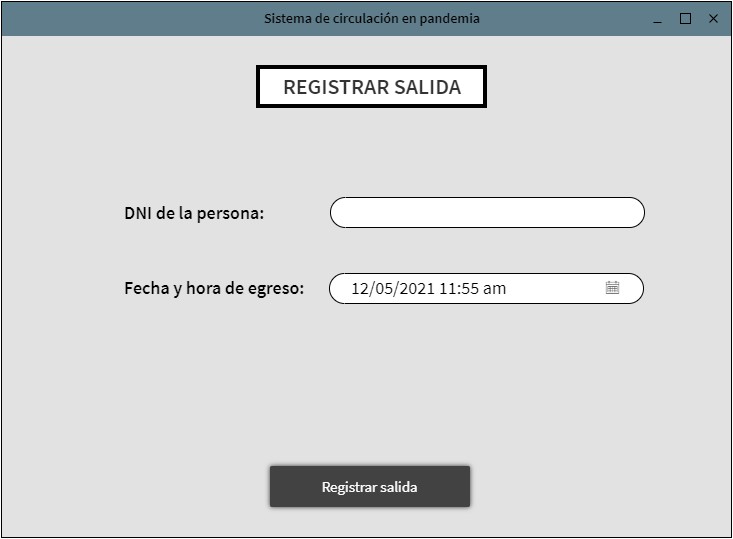 Sistema de circulación en pandemia
REGISTRAR SALIDA
DNI de la persona:
Fecha y hora de egreso: 12/05/2021 11:55 am
Registrar salida